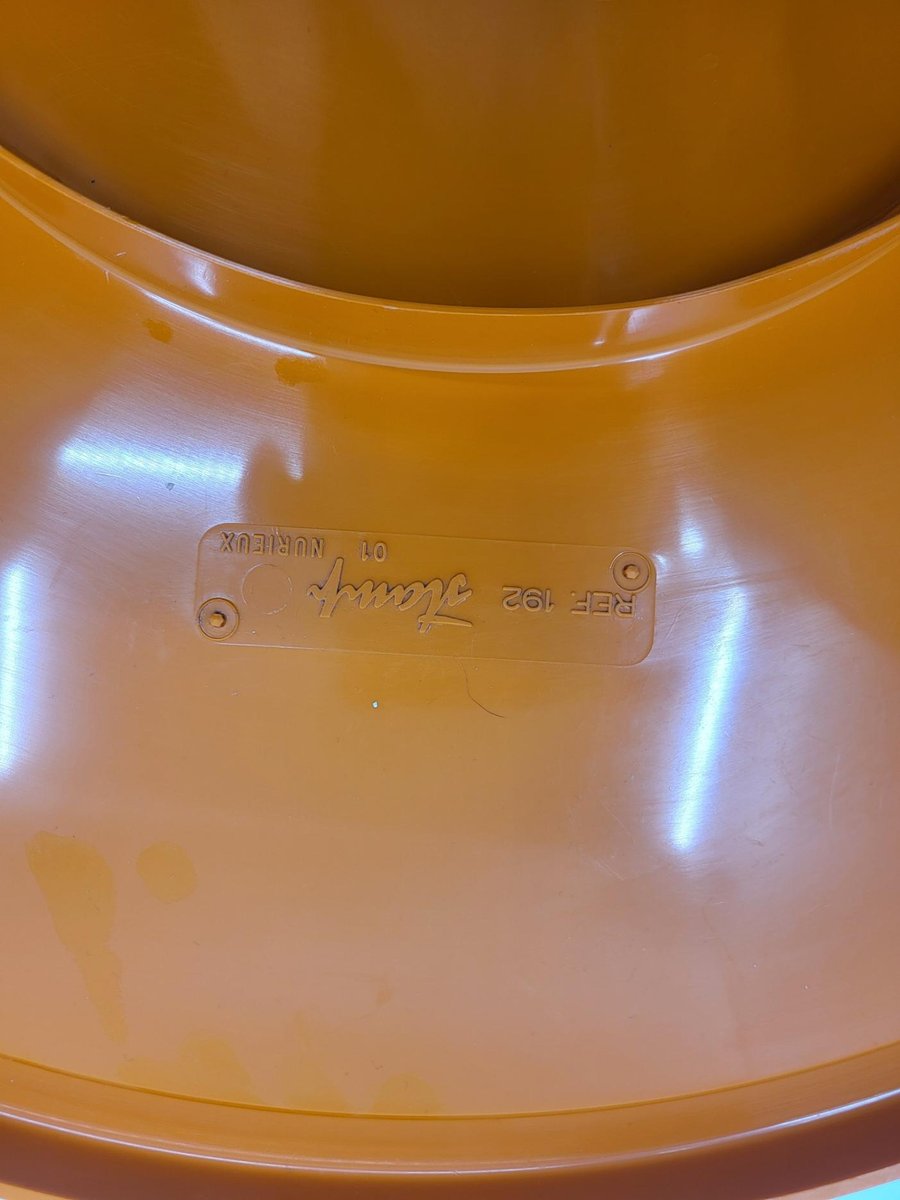 REF. 192 Stamp
01 NURIEUX